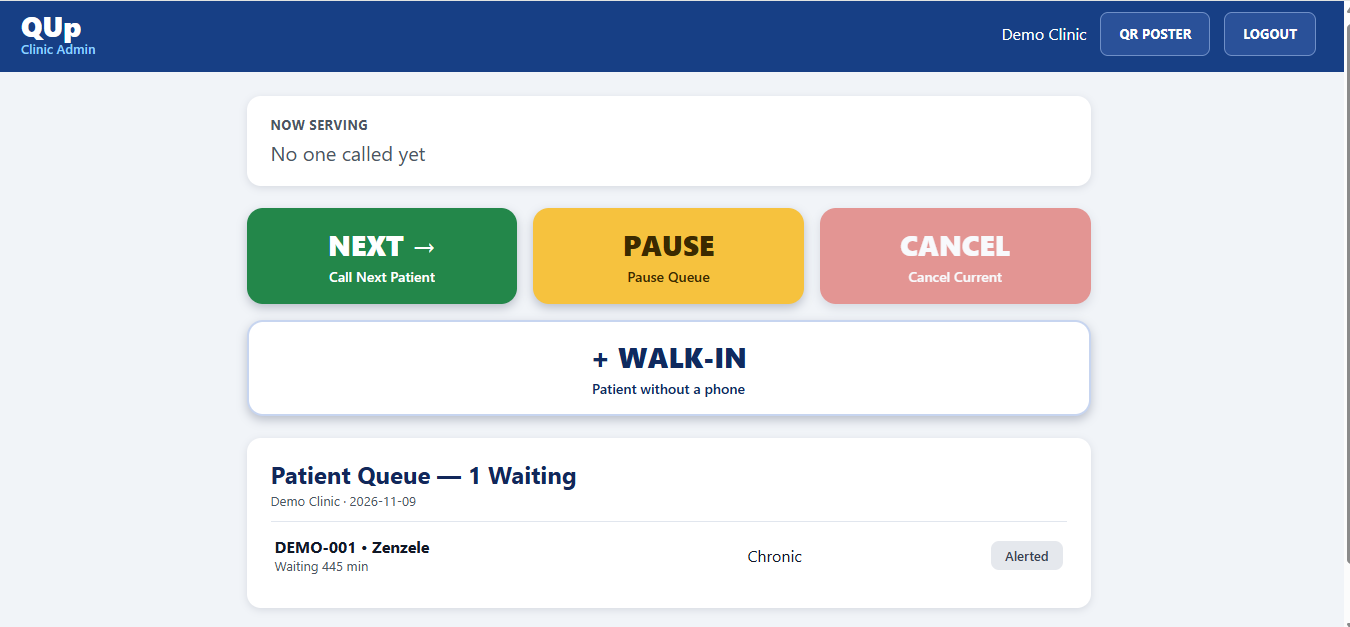 QUp
Clinic Admin
Demo Clinic
QR POSTER
LOGOUT
NOW SERVING
No one called yet
NEXT →
Call Next Patient
PAUSE
Pause Queue
CANCEL
Cancel Current
+ WALK-IN
Patient without a phone
Patient Queue — 1 Waiting
Demo Clinic · 2026-11-09
DEMO-001 • Zenzele
Waiting 445 min
Chronic
Alerted